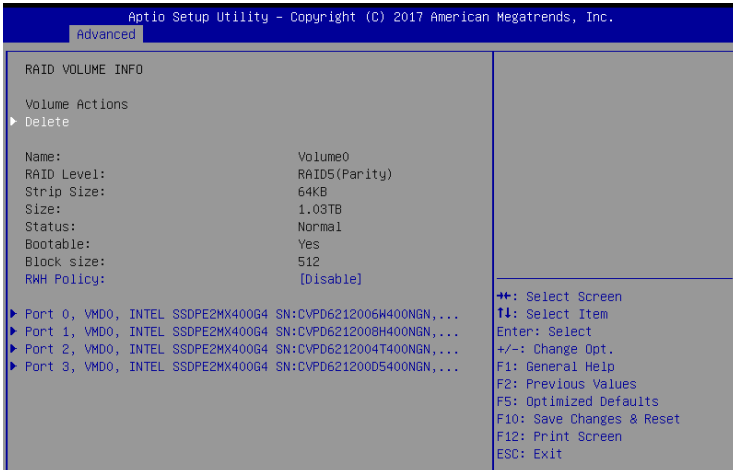 Aptio Setup Utility – Copyright (C) 2017 American Megatrends, Inc.
Advanced
RAID VOLUME INFO
Volume Actions
Delete
Name: Volume0
RAID Level: RAID5(Parity)
Strip Size: 64KB
Size: 1.03TB
Status: Normal
Bootable: Yes
Block size: 512
RWH Policy: [Disable]
Port 0, VMD0, INTEL SSDPE2MX400G4 SN:CVPD6212006W400NGN,...
Port 1, VMD0, INTEL SSDPE2MX400G4 SN:CVPD6212008H400NGN,...
Port 2, VMD0, INTEL SSDPE2MX400G4 SN:CVPD6212004T400NGN,...
Port 3, VMD0, INTEL SSDPE2MX400G4 SN:CVPD621200D5400NGN,...
→←: Select Screen
↑↓: Select Item
Enter: Select
+/-: Change Opt.
F1: General Help
F2: Previous Values
F5: Optimized Defaults
F10: Save Changes & Reset
F12: Print Screen
ESC: Exit